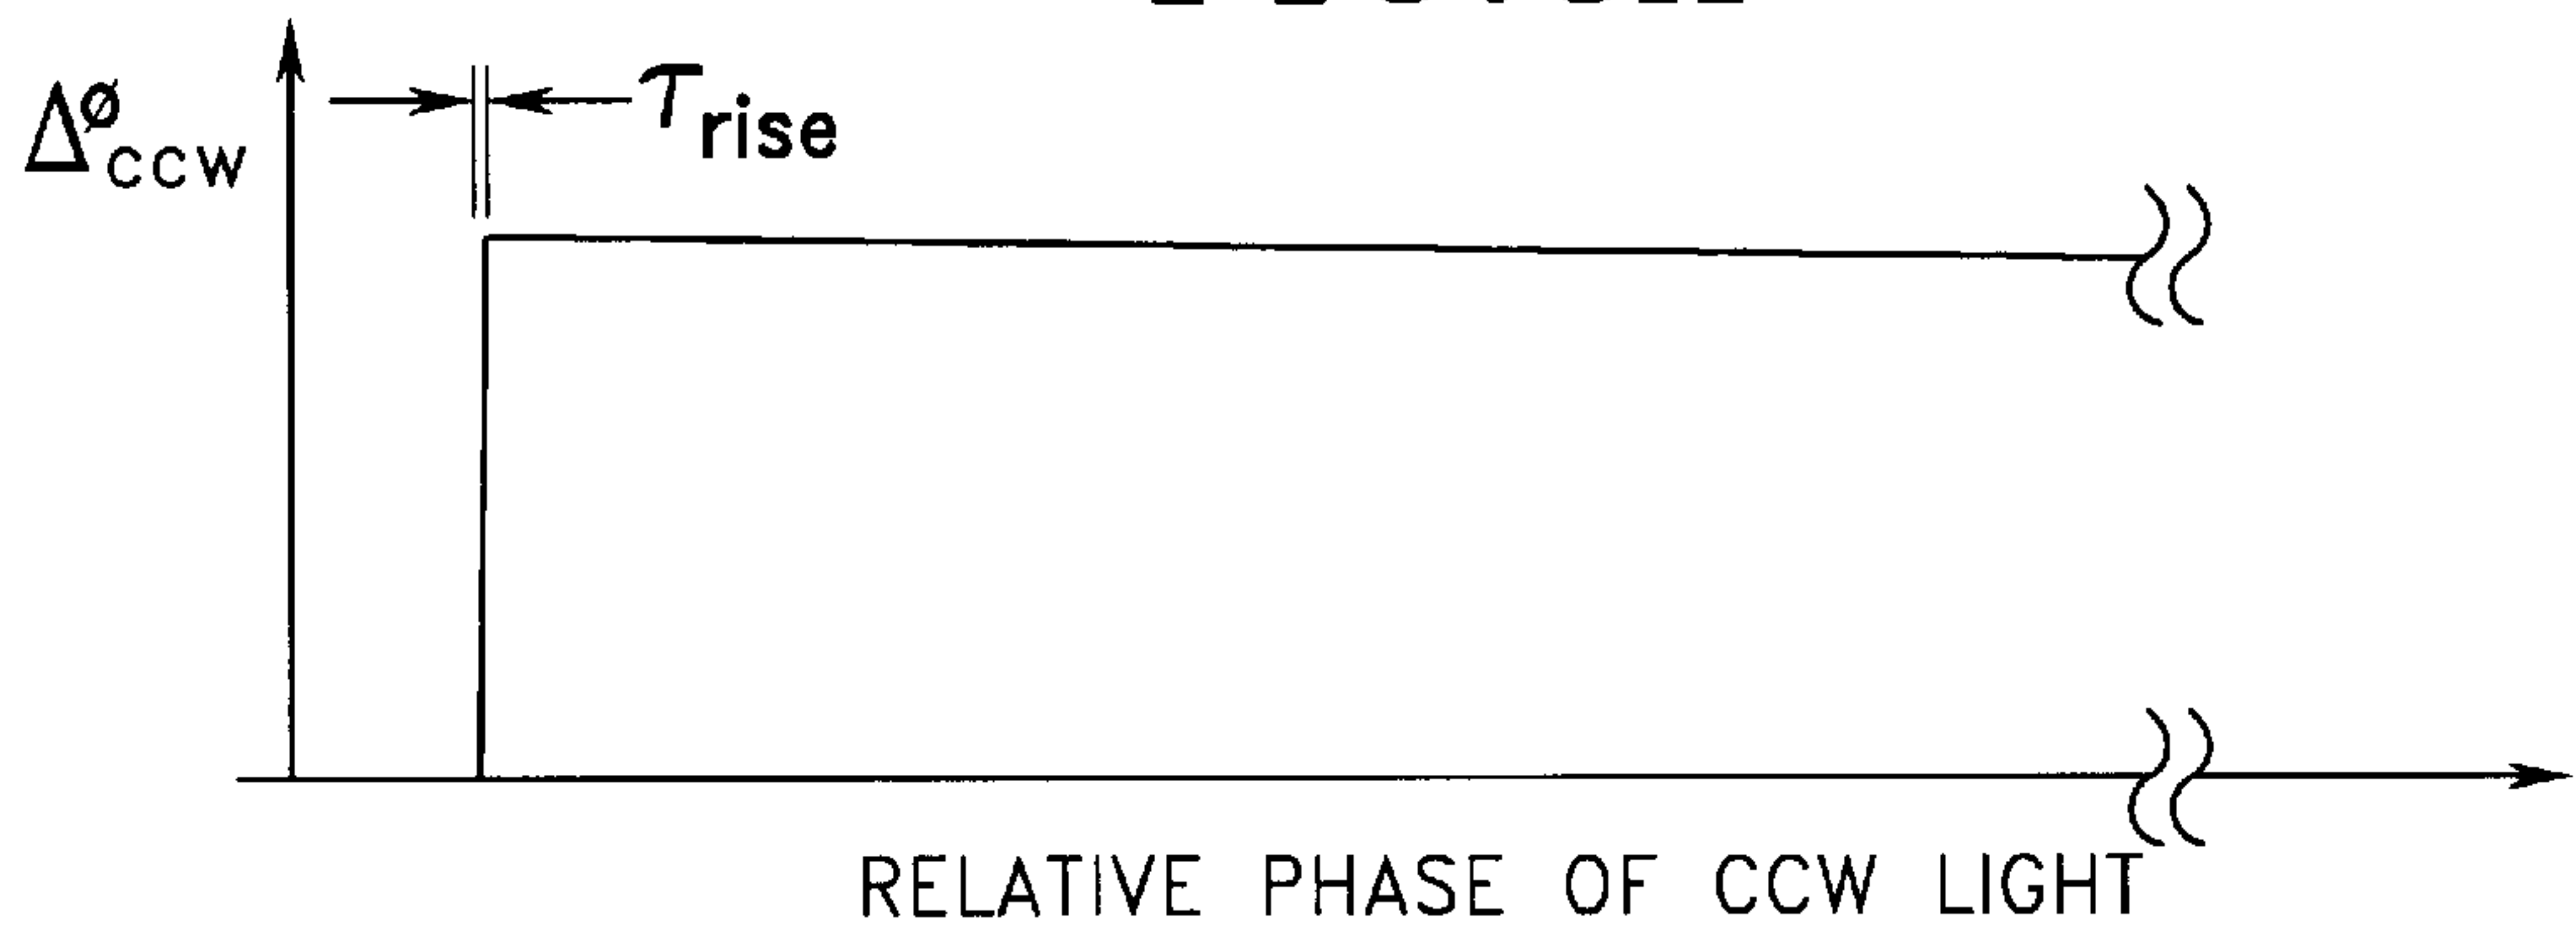 Δø
CCW
τrise
RELATIVE PHASE OF CCW LIGHT